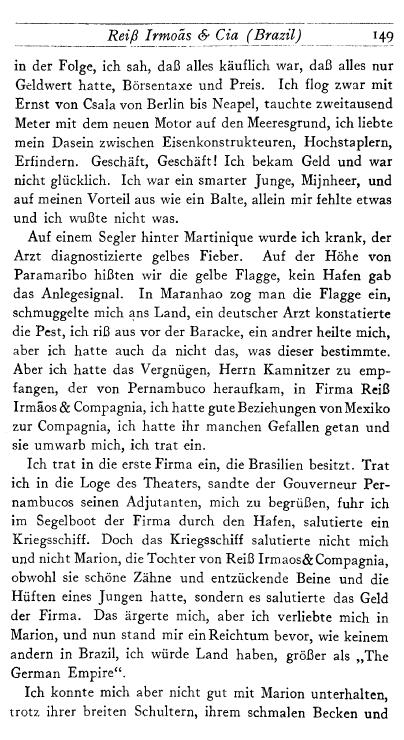 Reiß Irmoãs & Cia (Brazil) 149
in der Folge, ich sah, daß alles käuflich war, daß alles nur
Geldwert hatte, Börsentaxe und Preis. Ich flog zwar mit
Ernst von Csala von Berlin bis Neapel, tauchte zweitausend
Meter mit dem neuen Motor auf den Meeresgrund, ich liebte
mein Dasein zwischen Eisenkonstrukteuren, Hochstaplern,
Erfindern. Geschäft, Geschäft! Ich bekam Geld und war
nicht glücklich. Ich war ein smarter Junge, Mijnheer, und
auf meinen Vorteil aus wie ein Balte, allein mir fehlte etwas
und ich wußte nicht was.
Auf einem Segler hinter Martinique wurde ich krank, der
Arzt diagnostizierte gelbes Fieber. Auf der Höhe von
Paramaribo hißten wir die gelbe Flagge, kein Hafen gab
das Anlegesignal. In Maranhao zog man die Flagge ein,
schmuggelte mich ans Land, ein deutscher Arzt konstatierte
die Pest, ich riß aus vor der Baracke, ein andrer heilte mich,
aber ich hatte auch da nicht das, was dieser bestimmte.
Aber ich hatte das Vergnügen, Herrn Kamnitzer zu emp-
fangen, der von Pernambuco heraufkam, in Firma Reiß
Irmãos & Compagnia, ich hatte gute Beziehungen von Mexiko
zur Compagnia, ich hatte ihr manchen Gefallen getan und
sie umwarb mich, ich trat ein.
Ich trat in die erste Firma ein, die Brasilien besitzt. Trat
ich in die Loge des Theaters, sandte der Gouverneur Per-
nambucos seinen Adjutanten, mich zu begrüßen, fuhr ich
im Segelboot der Firma durch den Hafen, salutierte ein
Kriegsschiff. Doch das Kriegsschiff salutierte nicht mich
und nicht Marion, die Tochter von Reiß Irmaos& Compagnia,
obwohl sie schöne Zähne und entzückende Beine und die
Hüften eines Jungen hatte, sondern es salutierte das Geld
der Firma. Das ärgerte mich, aber ich verliebte mich in
Marion, und nun stand mir ein Reichtum bevor, wie keinem
andern in Brazil, ich würde Land haben, größer als „The
German Empire“.
Ich konnte mich aber nicht gut mit Marion unterhalten,
trotz ihrer breiten Schultern, ihrem schmalen Becken und